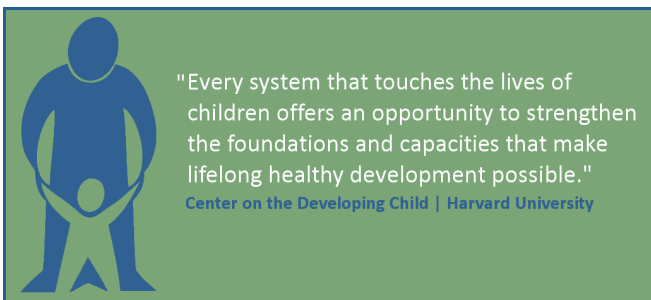 "Every system that touches the lives of
children offers an opportunity to strengthen
the foundations and capacities that make
lifelong healthy development possible."
Center on the Developing Child | Harvard University